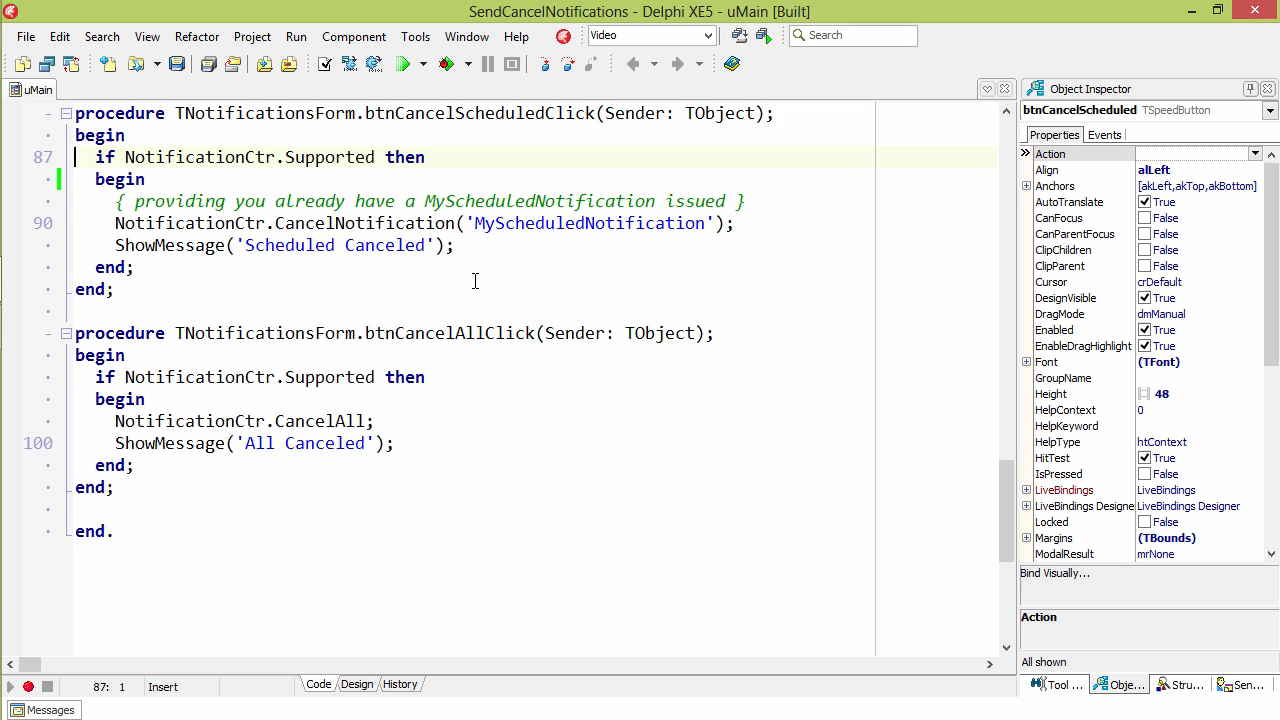 SendCancelNotifications - Delphi XE5 - uMain [Built]
File Edit Search View Refactor Project Run Component Tools Window Help Video Search
uMain
procedure TNotificationsForm.btnCancelScheduledClick(Sender: TObject);
begin
87 if NotificationCtr.Supported then
begin
{ providing you already have a MyScheduledNotification issued }
90 NotificationCtr.CancelNotification('MyScheduledNotification');
ShowMessage('Scheduled Canceled');
end;
end;
procedure TNotificationsForm.btnCancelAllClick(Sender: TObject);
begin
if NotificationCtr.Supported then
begin
NotificationCtr.CancelAll;
100 ShowMessage('All Canceled');
end;
end;
end.
87: 1 Insert
Code Design History
Messages
Object Inspector
btnCancelScheduled TSpeedButton
Properties Events
Action
Align alLeft
Anchors [akLeft,akTop,akBottom]
AutoTranslate True
CanFocus False
CanParentFocus False
ClipChildren False
ClipParent False
Cursor crDefault
DesignVisible True
DragMode dmManual
Enabled True
EnableDragHighlight True
Font (TFont)
GroupName
Height 48
HelpContext 0
HelpKeyword
HelpType htContext
HitTest True
IsPressed False
LiveBindings LiveBindings
LiveBindings Designe LiveBindings Designer
Locked False
Margins (TBounds)
ModalResult mrNone
Bind Visually...
Action
All shown
Tool ... Obje... Stru... Sen...